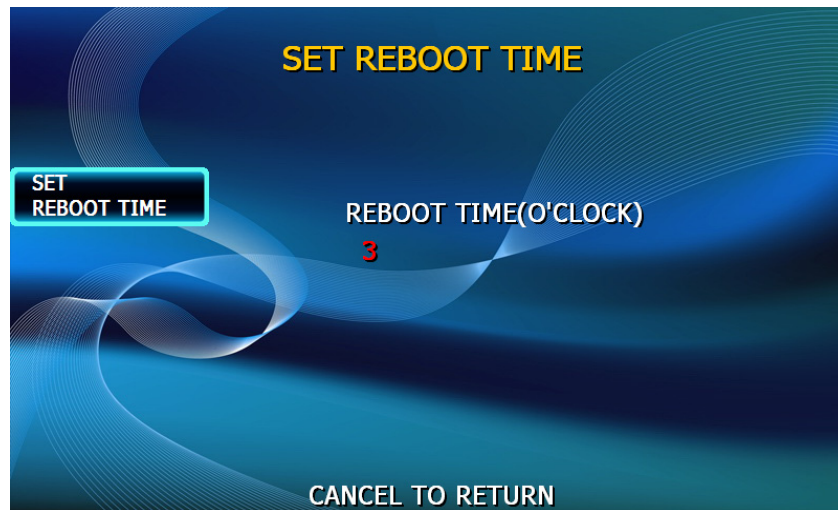 SET REBOOT TIME
SET
REBOOT TIME
REBOOT TIME(O'CLOCK)
3
CANCEL TO RETURN